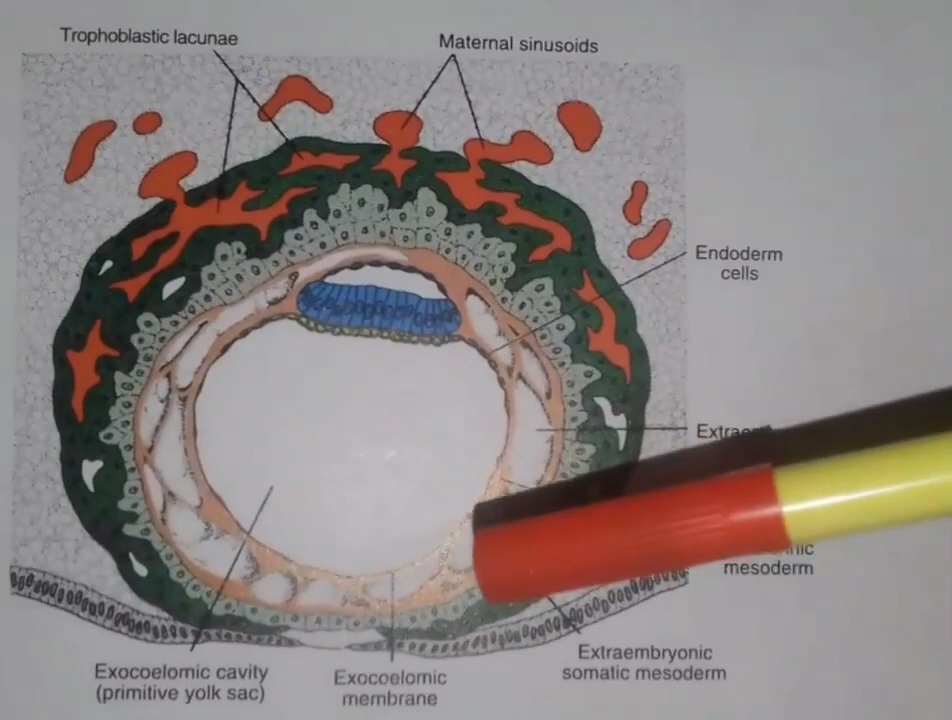 Trophoblastic lacunae
Maternal sinusoids
Endoderm
cells
mesoderm
Exocoelomic cavity
(primitive yolk sac)
Exocoelomic
membrane
Extraembryonic
somatic mesoderm